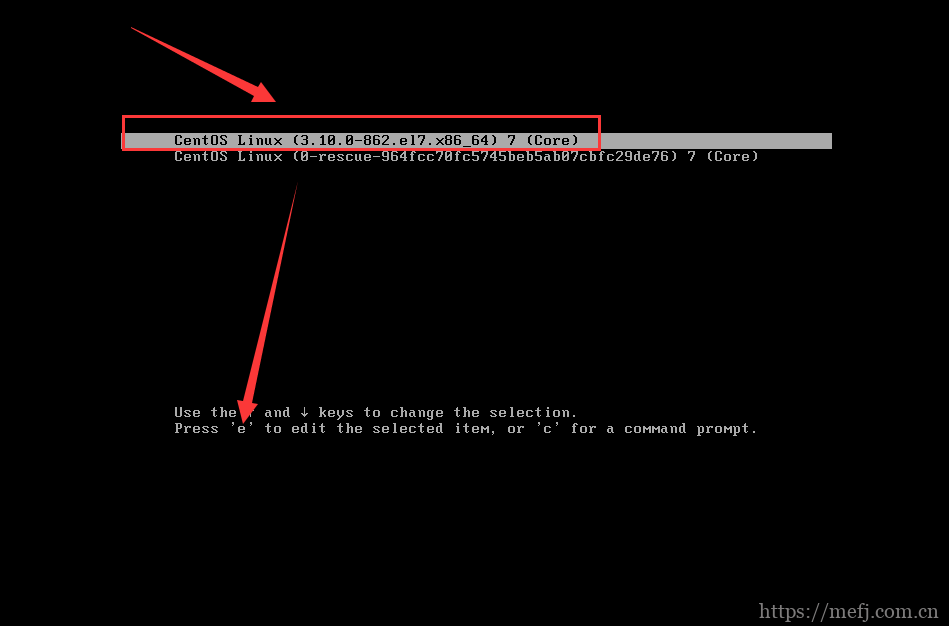 CentOS Linux (3.10.0-862.el7.x86_64) 7 (Core)
CentOS Linux (0-rescue-964fcc70fc5745beb5ab07cbfc29de76) 7 (Core)
Use the ↑ and ↓ keys to change the selection.
Press 'e' to edit the selected item, or 'c' for a command prompt.
https://mefj.com.cn